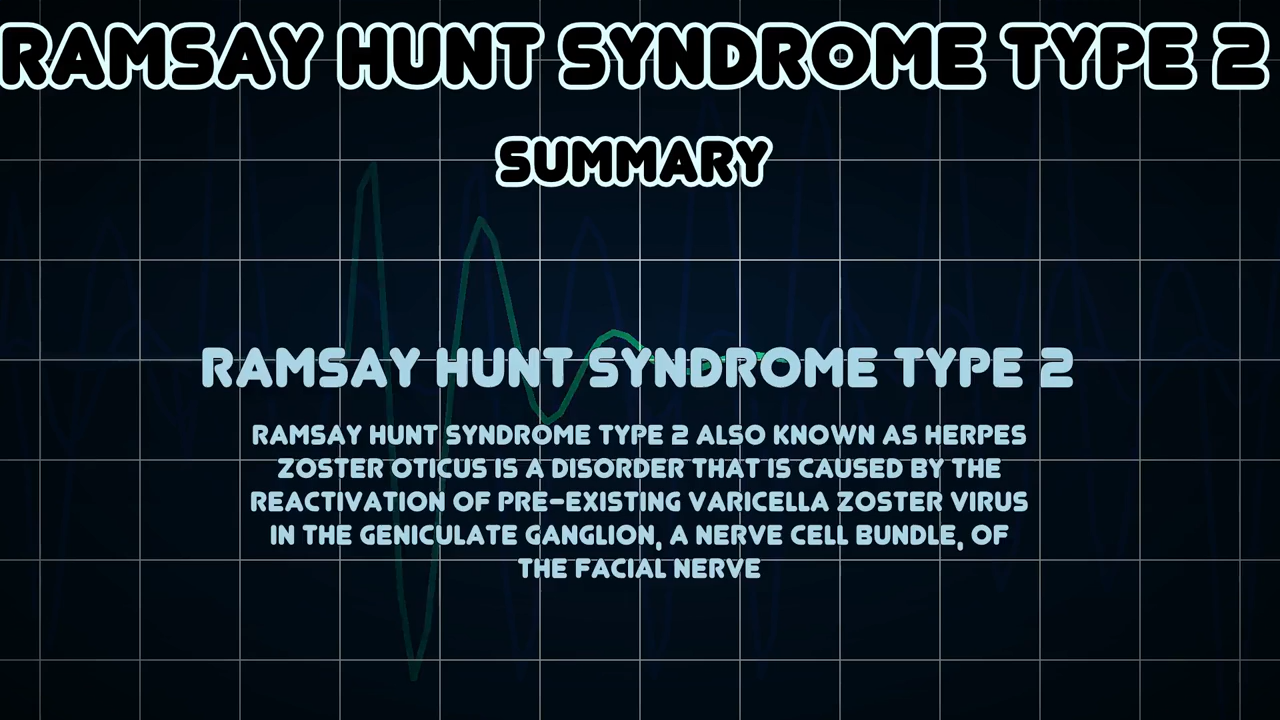 RAMSAY HUNT SYNDROME TYPE 2
SUMMARY
RAMSAY HUNT SYNDROME TYPE 2
RAMSAY HUNT SYNDROME TYPE 2 ALSO KNOWN AS HERPES
ZOSTER OTICUS IS A DISORDER THAT IS CAUSED BY THE
REACTIVATION OF PRE-EXISTING VARICELLA ZOSTER VIRUS
IN THE GENICULATE GANGLION, A NERVE CELL BUNDLE, OF
THE FACIAL NERVE